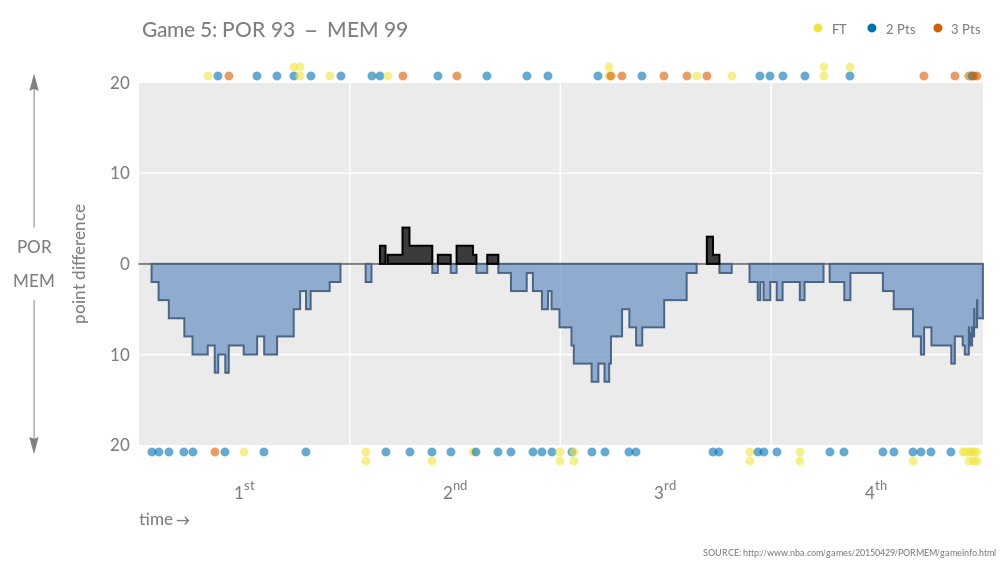 Game 5: POR 93 – MEM 99
FT
2 Pts
3 Pts
20
10
0
10
20
POR
MEM
point difference
1st
2nd
3rd
4th
time→
SOURCE: http://www.nba.com/games/20150429/PORMEM/gameinfo.html